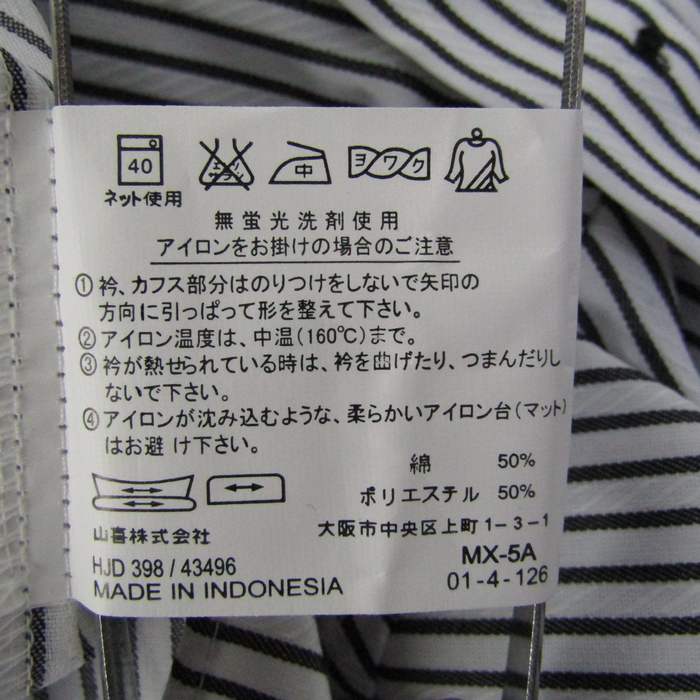 40
エンソ
サラシ
中
ヨワク
ネット使用
無蛍光洗剤使用
アイロンをお掛けの場合のご注意
①衿、カフス部分はのりつけをしないで矢印の
方向に引っぱって形を整えて下さい。
②アイロン温度は、中温(160℃)まで。
③衿が熱せられている時は、衿を曲げたり、つまんだりし
ないで下さい。
④アイロンが沈み込むような、柔らかいアイロン台(マット)
はお避け下さい。
綿 50%
ポリエステル 50%
山喜株式会社 大阪市中央区上町1-3-1
HJD 398 / 43496 MX-5A
MADE IN INDONESIA 01-4-126